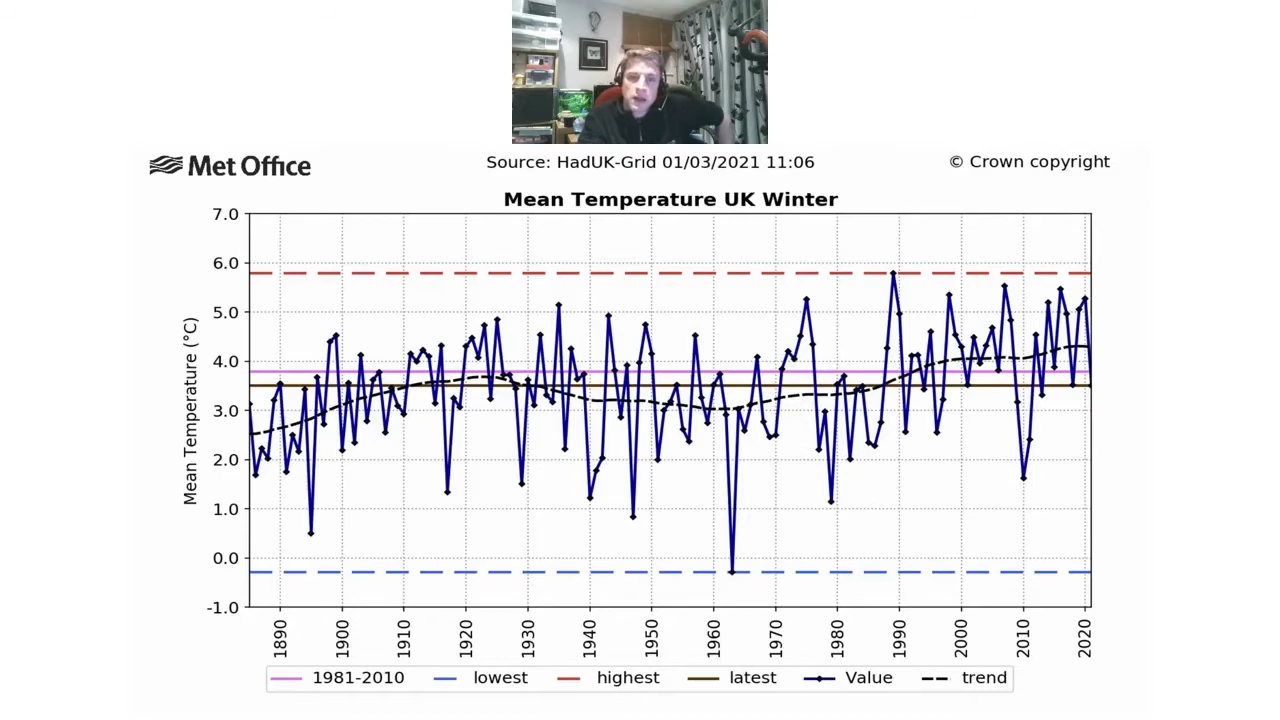 Met Office
Source: HadUK-Grid 01/03/2021 11:06
© Crown copyright
Mean Temperature UK Winter
Mean Temperature (°C)
7.0
6.0
5.0
4.0
3.0
2.0
1.0
0.0
-1.0
1890 1900 1910 1920 1930 1940 1950 1960 1970 1980 1990 2000 2010 2020
1981-2010 lowest highest latest Value trend